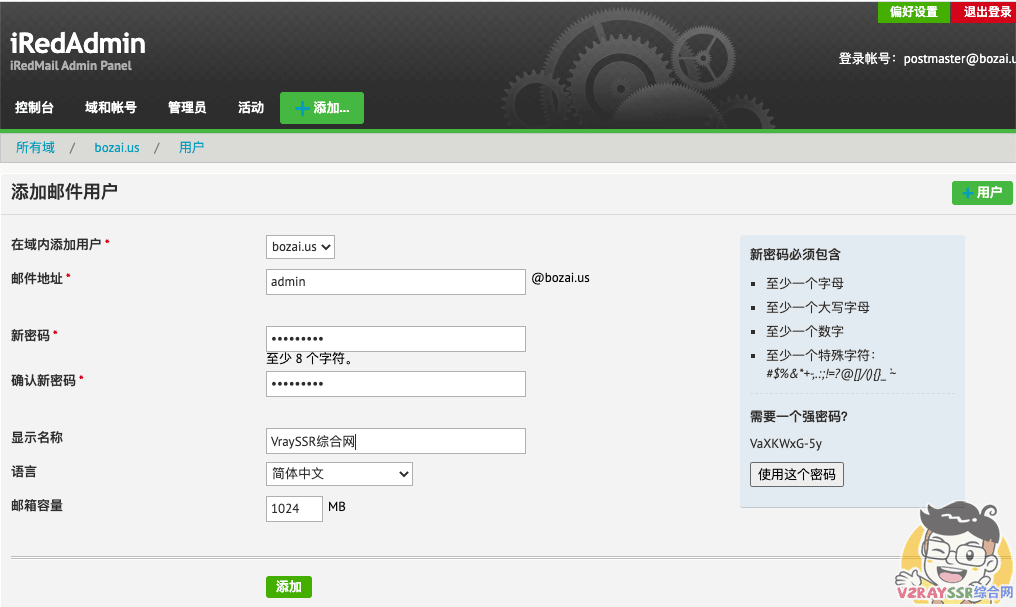 偏好设置 退出登录
iRedAdmin
iRedMail Admin Panel
登录帐号： postmaster@bozai.u
控制台 域和帐号 管理员 活动 +添加...
所有域 / bozai.us / 用户
添加邮件用户
+用户
在域内添加用户 *
bozai.us
邮件地址 *
admin
@bozai.us
新密码 *
•••••••••
至少 8 个字符。
确认新密码 *
•••••••••
显示名称
VraySSR综合网
语言
简体中文
邮箱容量
1024
MB
添加
新密码必须包含
至少一个字母
至少一个大写字母
至少一个数字
至少一个特殊字符：
#$%&*+-,.:;!=?@[]/(){}_`~
需要一个强密码?
VaXKWxG-5y
使用这个密码
V2RAYSSR综合网